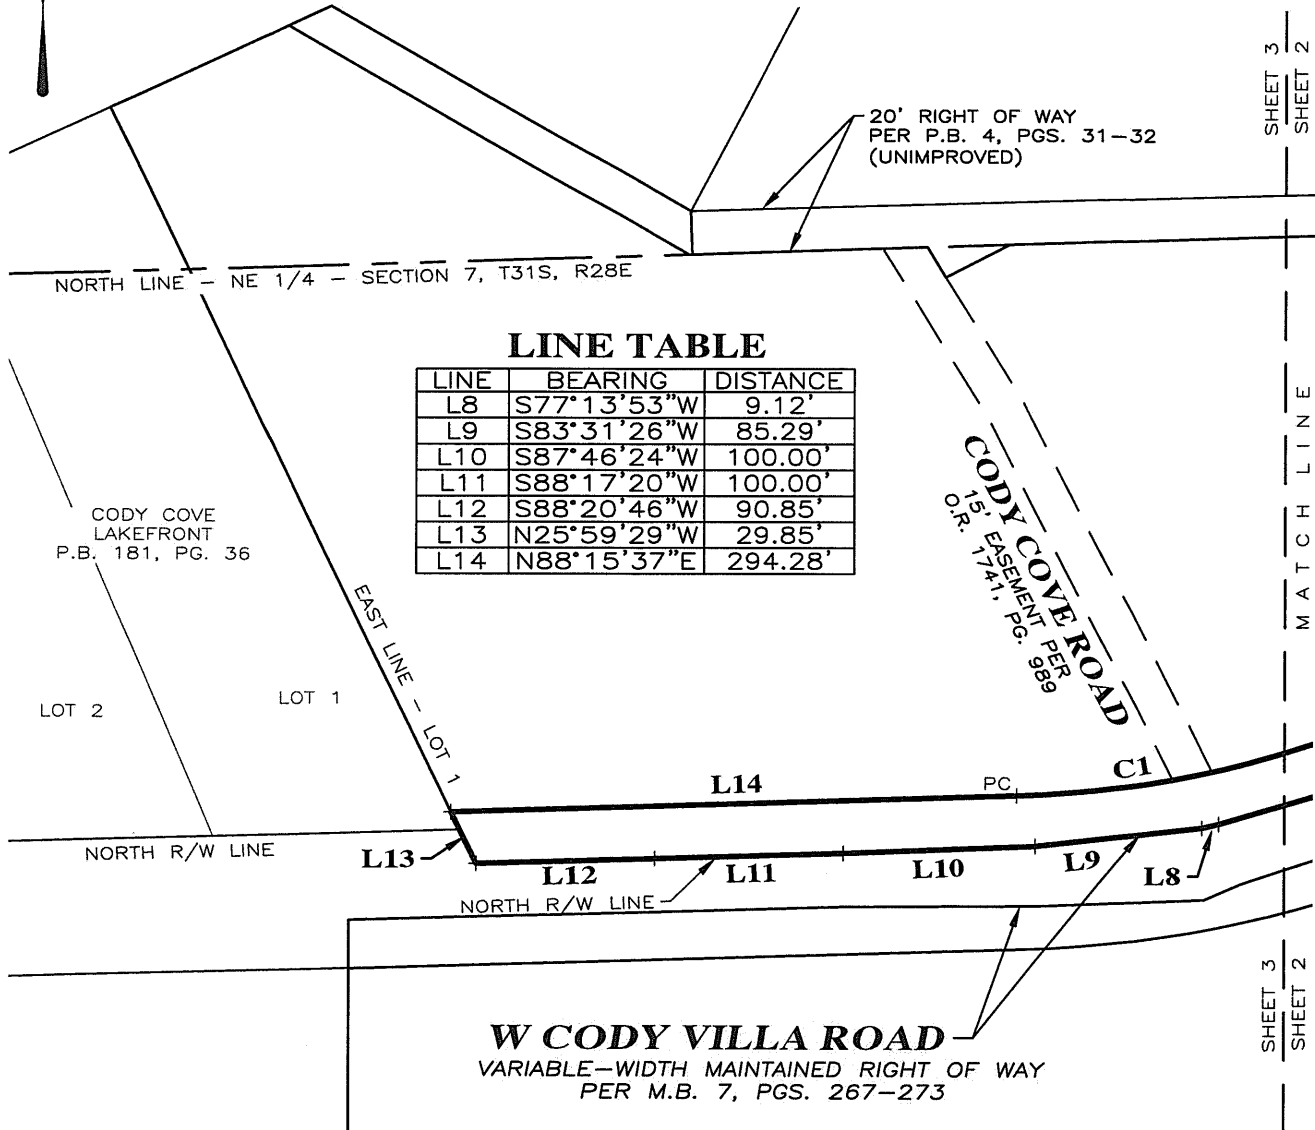 SHEET 3
SHEET 2
20' RIGHT OF WAY
PER P.B. 4, PGS. 31-32
(UNIMPROVED)
NORTH LINE - NE 1/4 - SECTION 7, T31S, R28E
LINE TABLE
LINE BEARING DISTANCE
L8 S77°13'53"W 9.12'
L9 S83°31'26"W 85.29'
L10 S87°46'24"W 100.00'
L11 S88°17'20"W 100.00'
L12 S88°20'46"W 90.85'
L13 N25°59'29"W 29.85'
L14 N88°15'37"E 294.28'
MATCH LINE
CODY COVE ROAD
15' EASEMENT PER
O.R. 1741, PG. 989
CODY COVE
LAKEFRONT
P.B. 181, PG. 36
EAST LINE - LOT 1
LOT 2
LOT 1
L14
PC
C1
NORTH R/W LINE
L13
L12
L11
L10
L9
L8
NORTH R/W LINE
W CODY VILLA ROAD
VARIABLE-WIDTH MAINTAINED RIGHT OF WAY
PER M.B. 7, PGS. 267-273
SHEET 3
SHEET 2